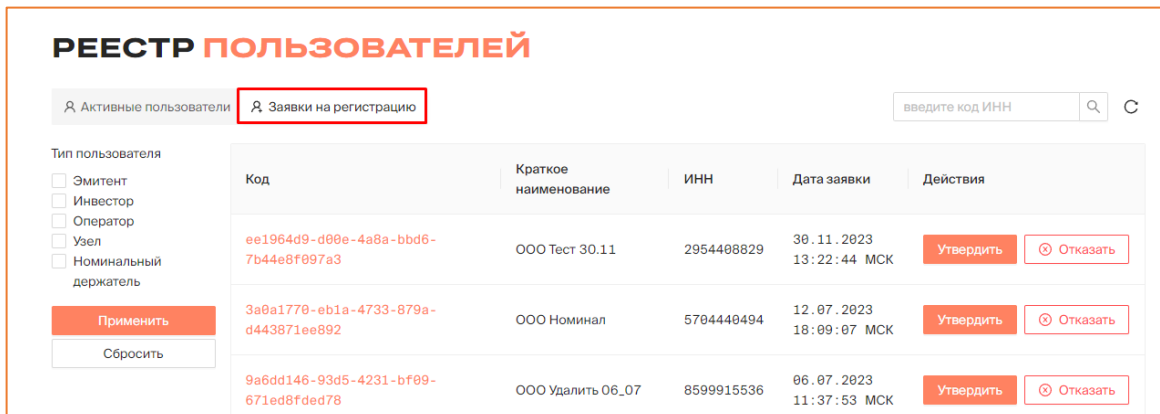 РЕЕСТР ПОЛЬЗОВАТЕЛЕЙ
Активные пользователи
Заявки на регистрацию
введите код ИНН
Тип пользователя
Эмитент
Инвестор
Оператор
Узел
Номинальный
держатель
Применить
Сбросить
Код
Краткое
наименование
ИНН
Дата заявки
Действия
ee1964d9-d00e-4a8a-bbd6-
7b44e8f097a3
ООО Тест 30.11
2954408829
30.11.2023
13:22:44 МСК
Утвердить
Отказать
3a0a1770-eb1a-4733-879a-
d443871ee892
ООО Номинал
5704440494
12.07.2023
18:09:07 МСК
Утвердить
Отказать
9a6dd146-93d5-4231-bf09-
671ed8fded78
ООО Удалить 06_07
8599915536
06.07.2023
11:37:53 МСК
Утвердить
Отказать